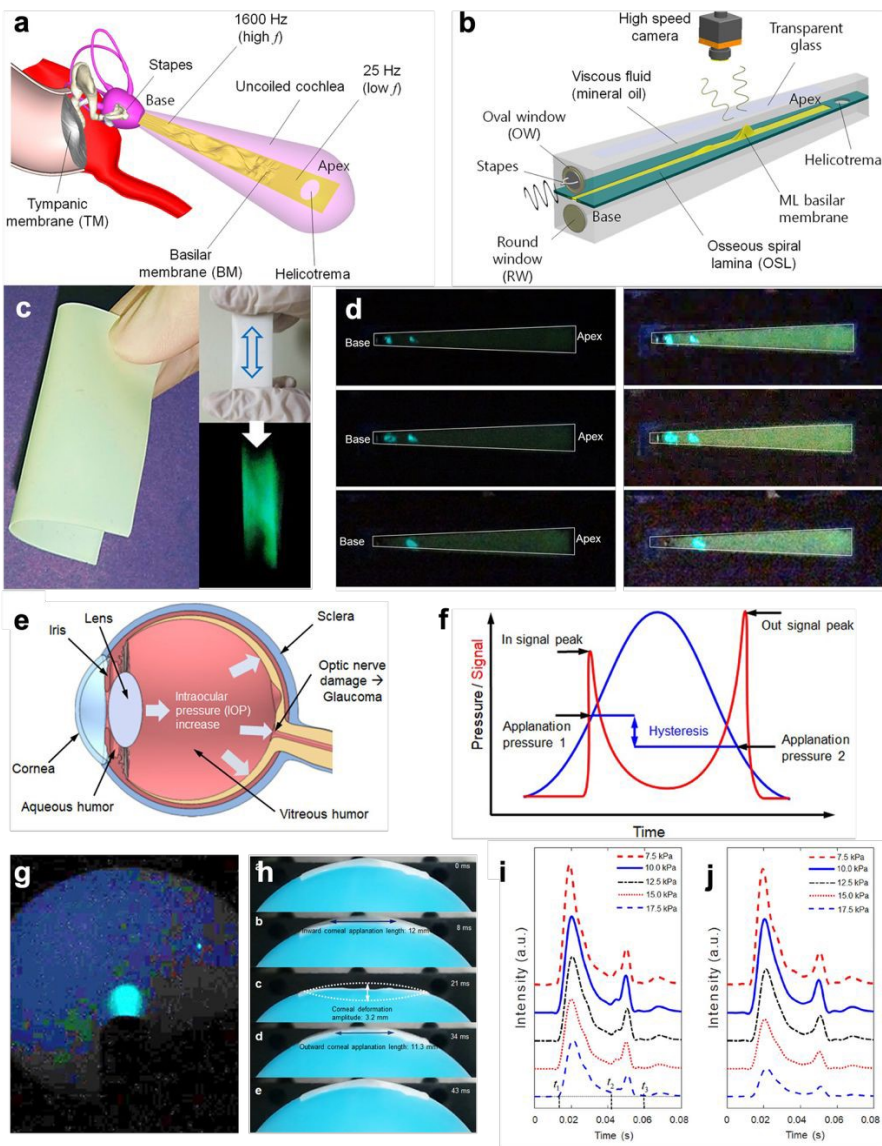 a
1600 Hz
(high f)
Stapes
Base
Uncoiled cochlea
25 Hz
(low f)
Apex
Tympanic
membrane (TM)
Basilar
membrane (BM)
Helicotrema
b
High speed
camera
Transparent
glass
Viscous fluid
(mineral oil)
Apex
Oval window
(OW)
Stapes
Helicotrema
Base
ML basilar
membrane
Round
window
(RW)
Osseous spiral
lamina (OSL)
c
d
Base
Apex
Base
Apex
Base
Apex
e
Lens
Iris
Sclera
Intraocular
pressure (IOP)
increase
Optic nerve
damage →
Glaucoma
Cornea
Aqueous humor
Vitreous humor
f
Pressure / Signal
In signal peak
Out signal peak
Applanation
pressure 1
Hysteresis
Applanation
pressure 2
Time
g
h
a
0 ms
b
8 ms
Inward corneal applanation length: 12 mm
c
21 ms
Corneal deformation
amplitude: 3.2 mm
d
34 ms
Outward corneal applanation length: 11.3 mm
e
43 ms
i
7.5 kPa
10.0 kPa
12.5 kPa
15.0 kPa
17.5 kPa
Intensity (a.u.)
t1
t2
t3
0 0.02 0.04 0.06 0.08
Time (s)
j
7.5 kPa
10.0 kPa
12.5 kPa
15.0 kPa
17.5 kPa
Intensity (a.u.)
0 0.02 0.04 0.06 0.08
Time (s)